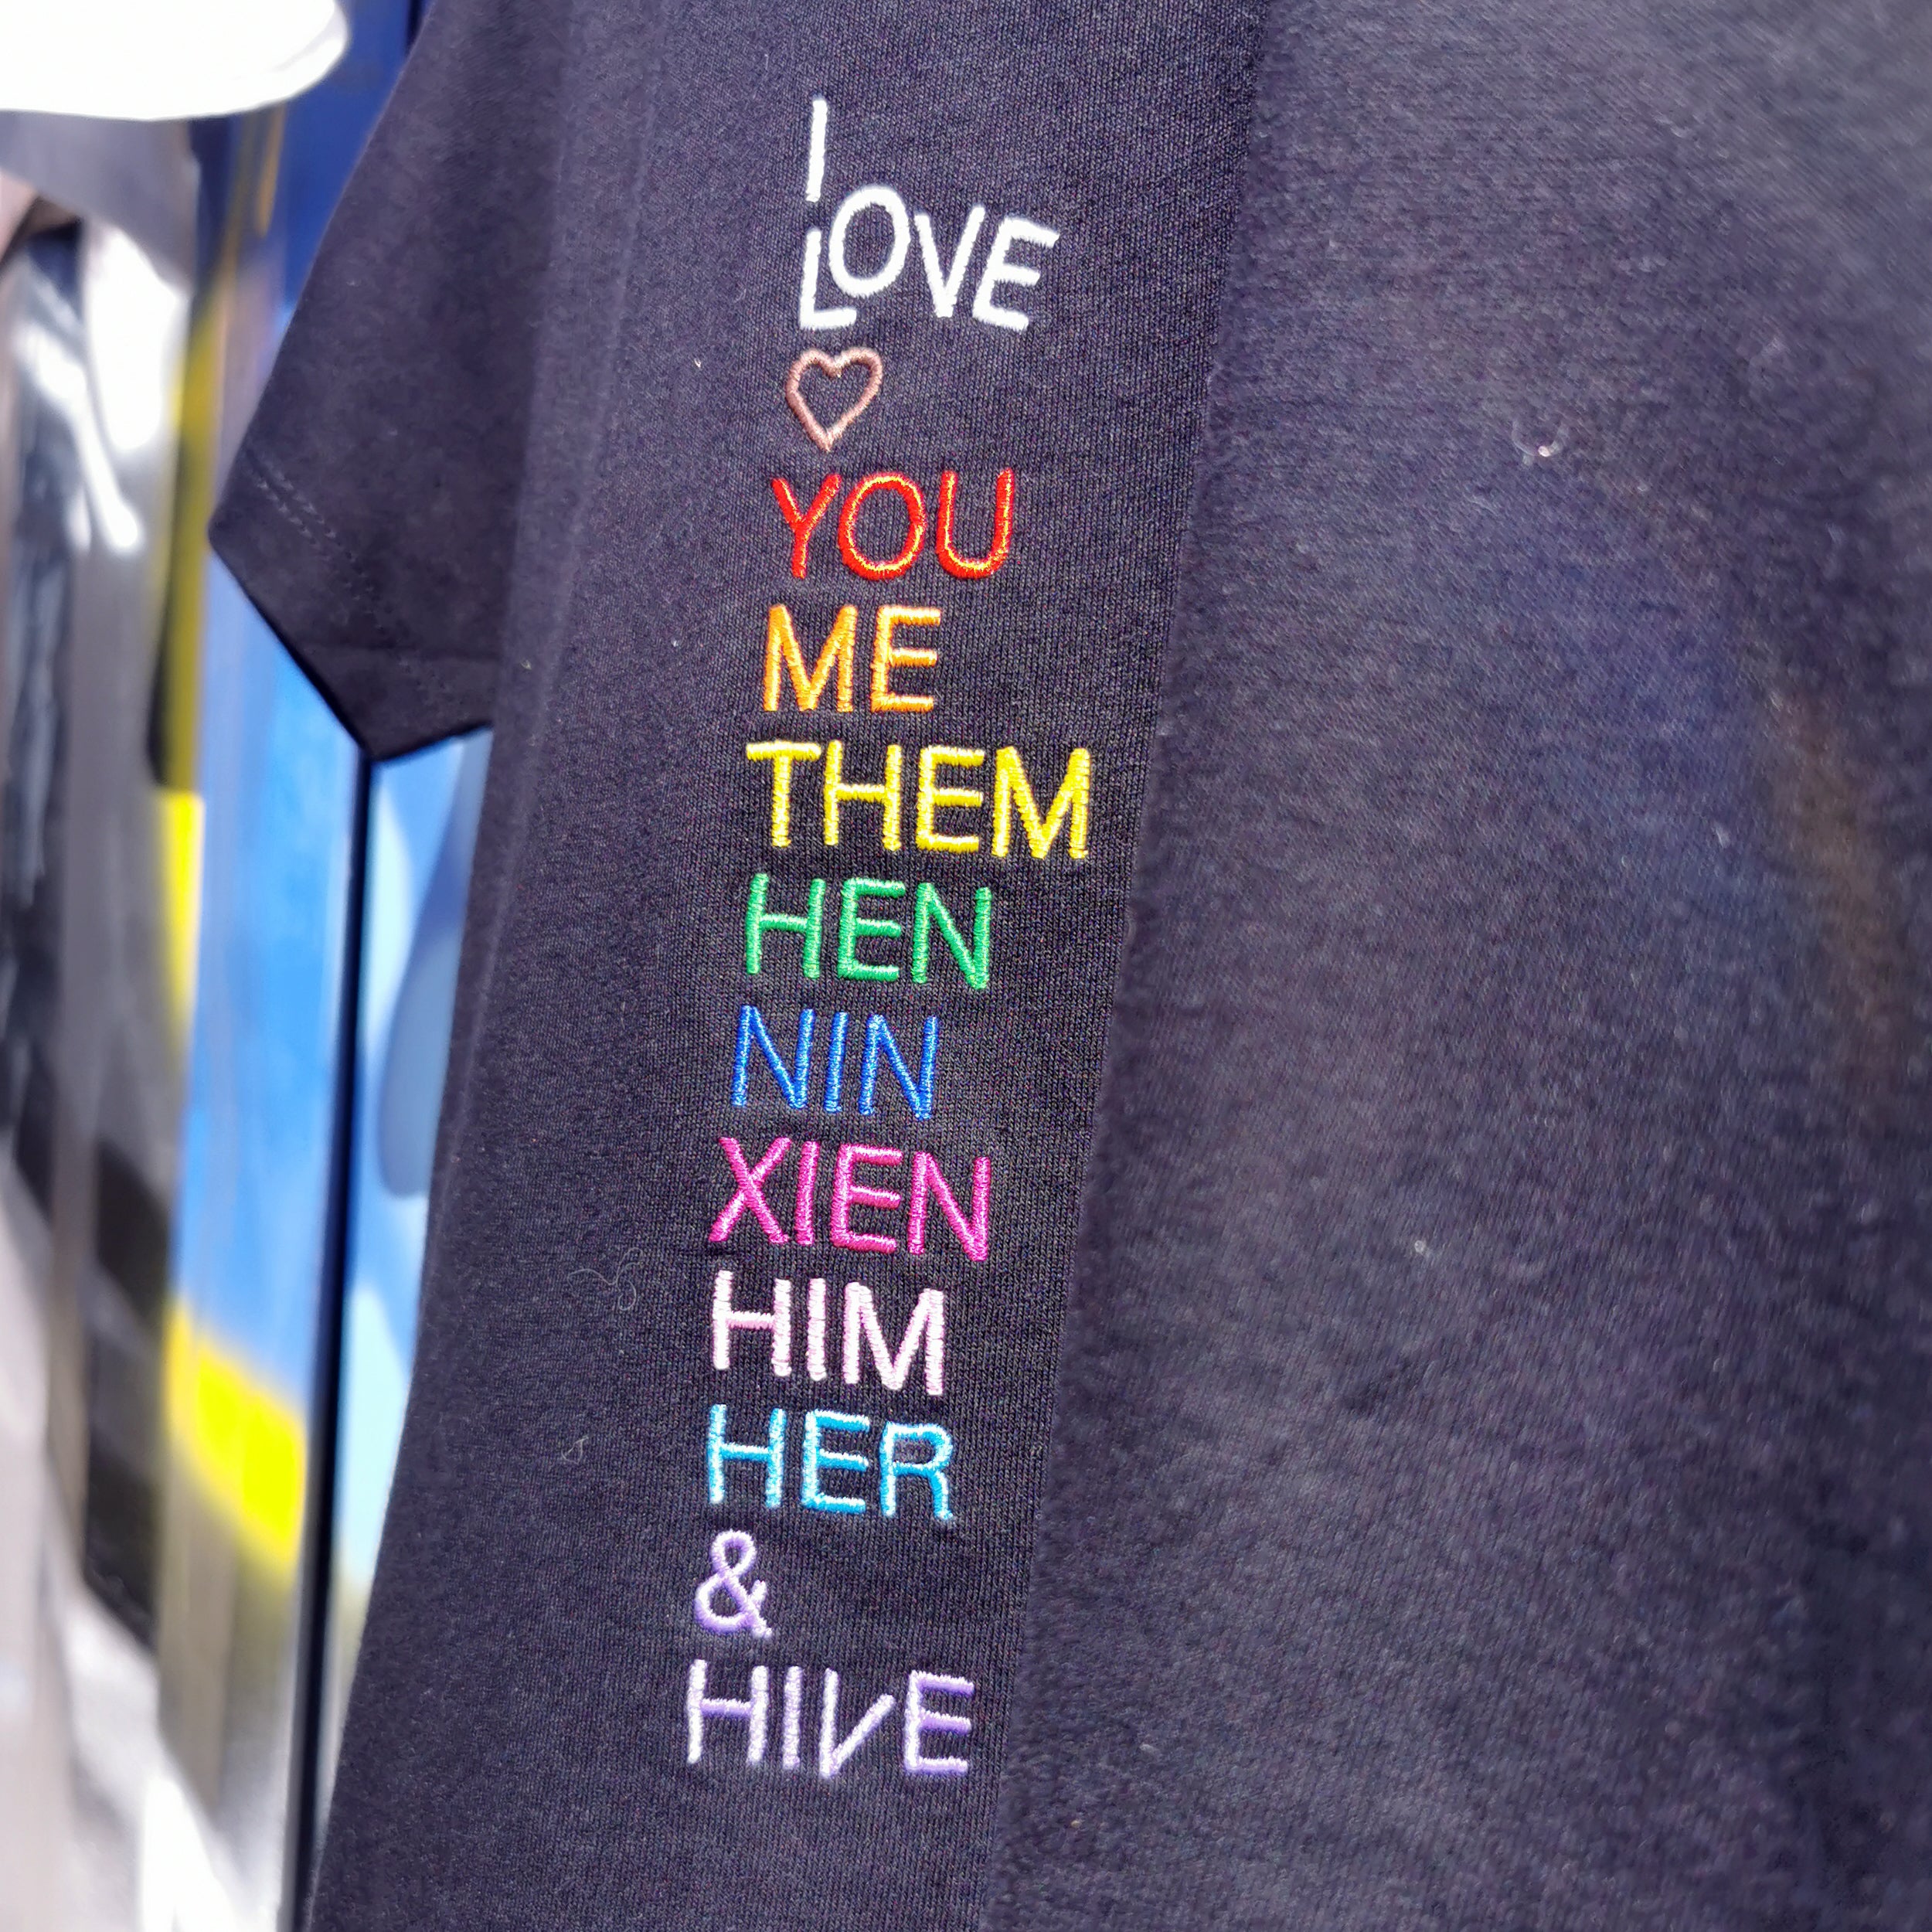 I
LOVE
♡
YOU
ME
THEM
HEN
NIN
XIEN
HIM
HER
&
HIVE